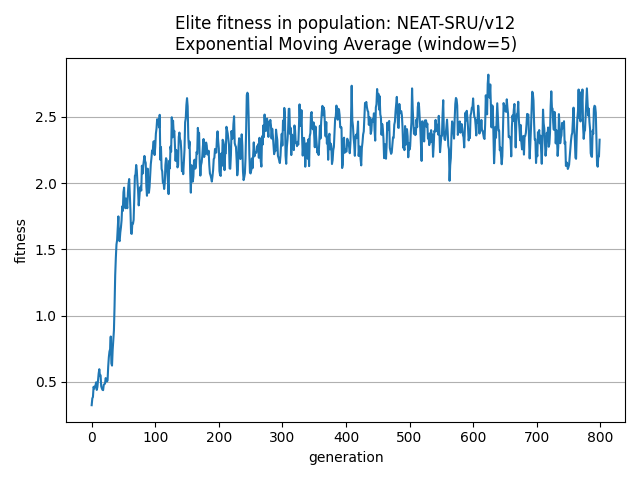 Elite fitness in population: NEAT-SRU/v12
Exponential Moving Average (window=5)
fitness
2.5
2.0
1.5
1.0
0.5
0 100 200 300 400 500 600 700 800
generation